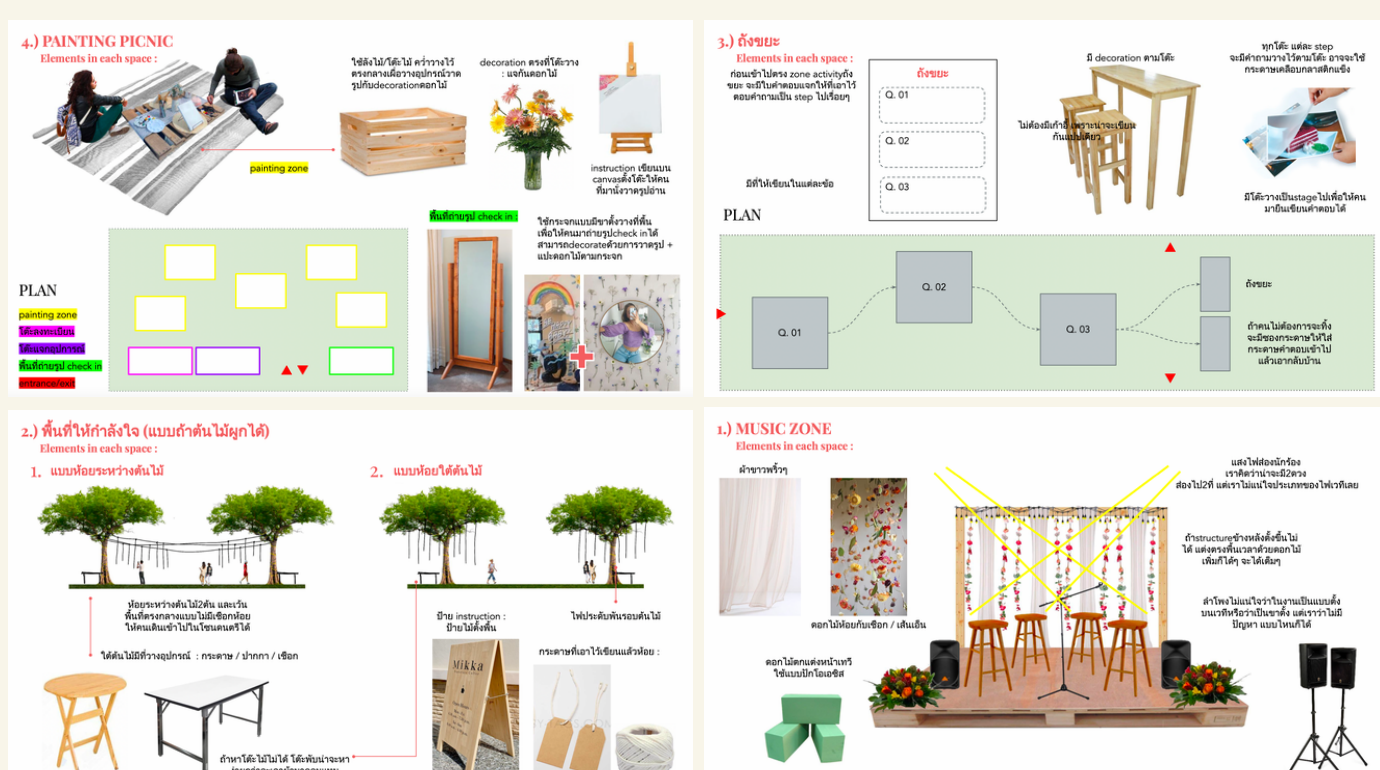 4.) PAINTING PICNIC
Elements in each space :
ใช้ลังไม้/โต๊ะไม้ คว่ำวางไว้
ตรงกลางเผื่อวางอุปกรณ์วาด
รูปกับdecorationดอกไม้
decoration ตรงที่โต๊ะวาง
: แจกันดอกไม้
painting zone
instruction เขียนบน
canvasตั้งโต๊ะให้คน
ที่มานั่งวาดรูปอ่าน
พื้นที่ถ่ายรูป check in :
ใช้กระจกแบบมีขาตั้งวางที่พื้น
เพื่อให้คนมาถ่ายรูปcheck inได้
สามารถdecorateด้วยการวาดรูป +
แปะดอกไม้ตามกระจก
PLAN
painting zone
โต๊ะลงทะเบียน
โต๊ะแจกอุปกรณ์
พื้นที่ถ่ายรูป check in
entrance/exit
3.) ถังขยะ
Elements in each space :
ก่อนเข้าไปตรง zone activityถัง
ขยะ จะมีใบคำตอบแจกให้ที่เอาไว้
ตอบคำถามเป็น step ไปเรื่อยๆ
มีที่ให้เขียนในแต่ละข้อ
ถังขยะ
Q. 01
Q. 02
Q. 03
มี decoration ตามโต๊ะ
ไม่ต้องมีเก้าอี้ เพราะน่าจะเขียน
กันแปปเดียว
ทุกโต๊ะ แต่ละ step
จะมีคำถามวางไว้ตามโต๊ะ อาจจะใช้
กระดาษเคลือบกลาสติกแข็ง
มีโต๊ะวางเป็นstageไปเพื่อให้คน
มายืนเขียนคำตอบได้
PLAN
Q. 01
Q. 02
Q. 03
ถังขยะ
ถ้าคนไม่ต้องการจะทิ้ง
จะมีซองกระดาษให้ใส่
กระดาษคำตอบเข้าไป
แล้วเอากลับบ้าน
2.) พื้นที่ให้กำลังใจ (แบบถ้าต้นไม้ผูกได้)
Elements in each space :
1. แบบห้อยระหว่างต้นไม้
2. แบบห้อยใต้ต้นไม้
ห้อยระหว่างต้นไม้2ต้น และเว้น
พื้นที่ตรงกลางแบบไม่มีเชือกห้อย
ให้คนเดินเข้าไปในโซนดนตรีได้
ใต้ต้นไม้มีที่วางอุปกรณ์ : กระดาษ / ปากกา / เชือก
ป้าย instruction :
ป้ายไม้ตั้งพื้น
ไฟประดับพันรอบต้นไม้
กระดาษที่เอาไว้เขียนแล้วห้อย :
Mikka
ถ้าหาโต๊ะไม้ไม่ได้ โต๊ะพับน่าจะหา
1.) MUSIC ZONE
Elements in each space :
ผ้าขาวพริ้วๆ
ดอกไม้ห้อยกับเชือก / เส้นเอ็น
ดอกไม้ตกแต่งหน้าเทวี
ใช้แบบปักโอเอซิส
แสงไฟส่องนักร้อง
เราคิดว่าน่าจะมี2ดวง
ส่องไป2ที่ แต่เราไม่แน่ใจประเภทของไฟเวทีเลย
ถ้าstructureข้างหลังตั้งขึ้นไม่
ได้ แต่งตรงพื้นเวลาด้วยดอกไม้
เพิ่มก็ได้ๆ จะได้เต็มๆ
ลำโพงไม่แน่ใจว่าในงานเป็นแบบตั้ง
บนเวทีหรือว่าเป็นขาตั้ง แต่เราว่าไม่มี
ปัญหา แบบไหนก็ได้